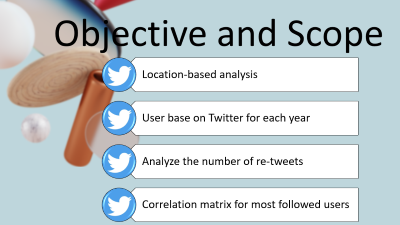 Objective and Scope
Location-based analysis
User base on Twitter for each year
Analyze the number of re-tweets
Correlation matrix for most followed users